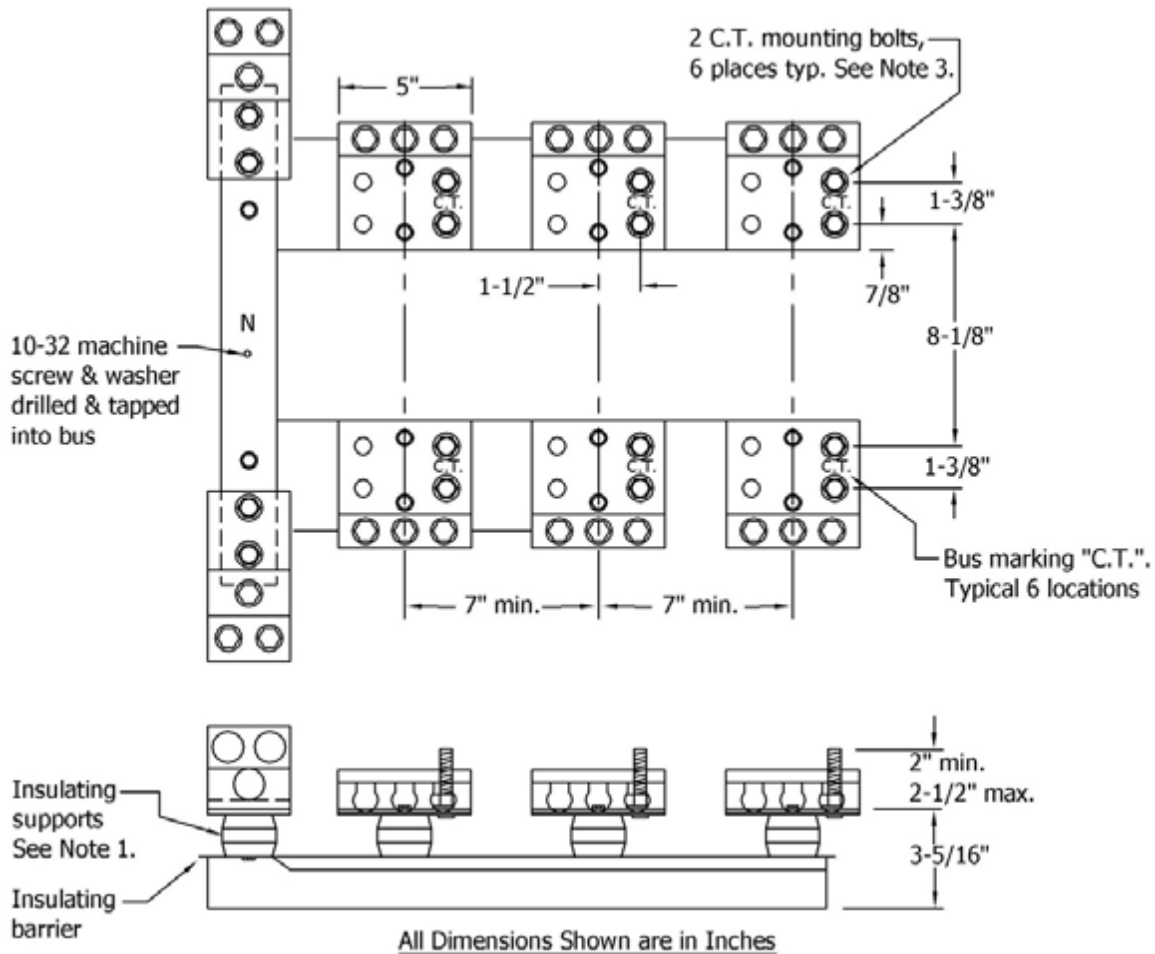 2 C.T. mounting bolts,
6 places typ. See Note 3.
5"
C.T.
C.T.
C.T.
1-3/8"
1-1/2"
7/8"
N
8-1/8"
10-32 machine
screw & washer
drilled & tapped
into bus
C.T.
C.T.
C.T.
1-3/8"
Bus marking "C.T.".
Typical 6 locations
7" min.
7" min.
2" min.
2-1/2" max.
Insulating
supports
See Note 1.
3-5/16"
Insulating
barrier
All Dimensions Shown are in Inches